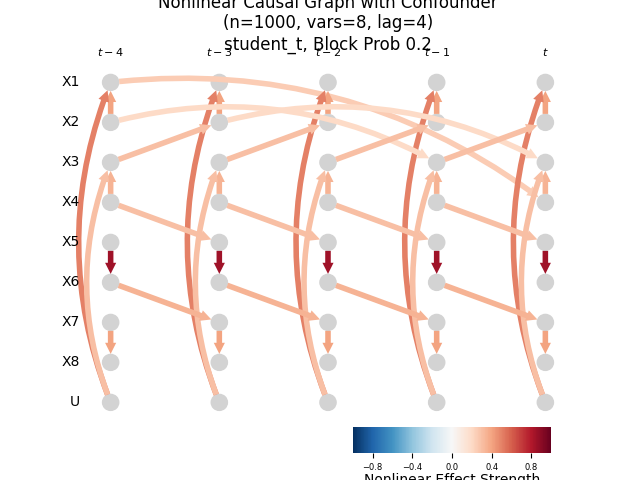 Nonlinear Causal Graph with Confounder
(n=1000, vars=8, lag=4)
student_t, Block Prob 0.2
t − 4 t − 3 t − 2 t − 1 t
X1
X2
X3
X4
X5
X6
X7
X8
U
−0.8 −0.4 0.0 0.4 0.8
Nonlinear Effect Strength